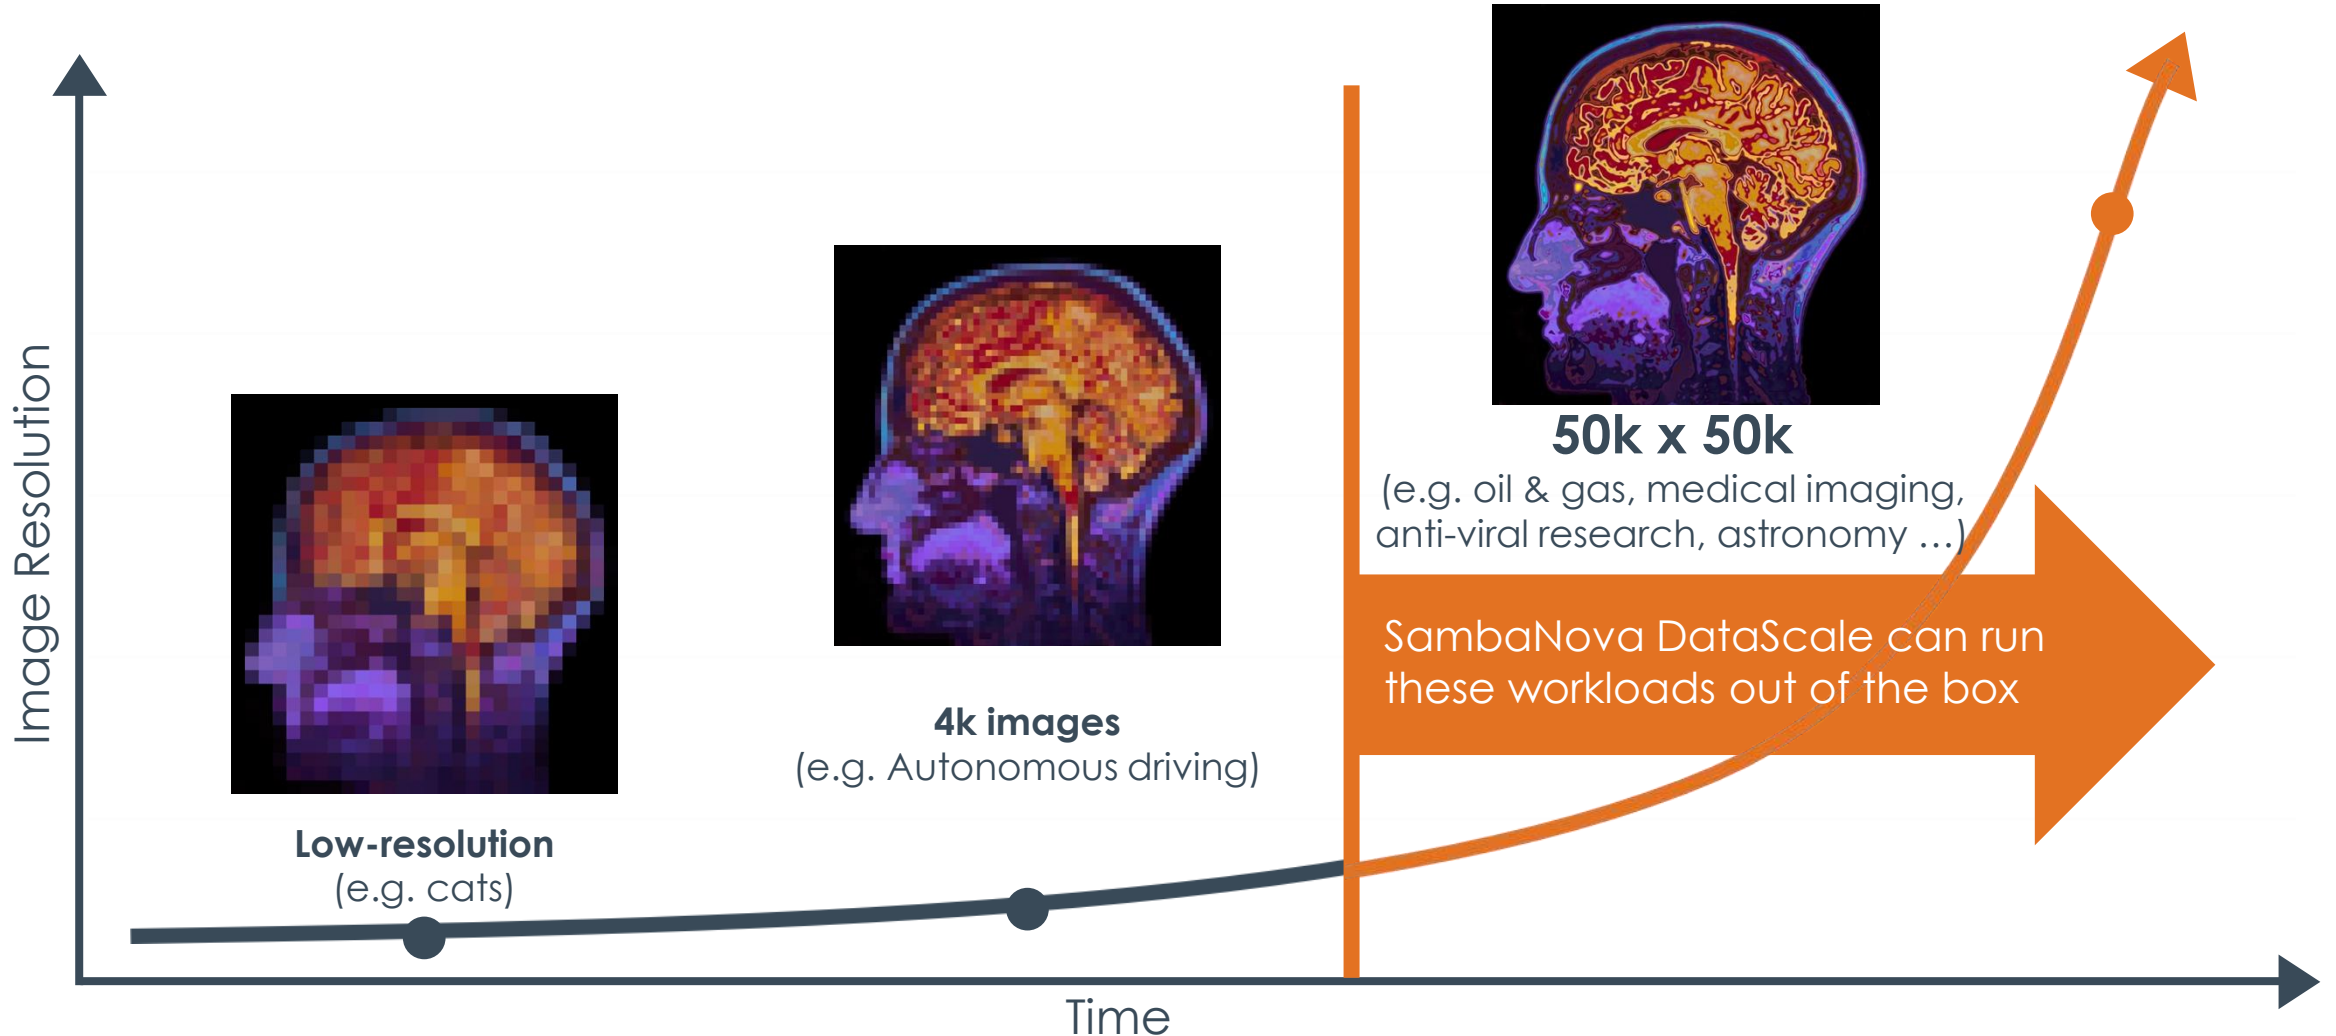 Image Resolution
Low-resolution
(e.g. cats)
4k images
(e.g. Autonomous driving)
50k x 50k
(e.g. oil & gas, medical imaging,
anti-viral research, astronomy ...)
SambaNova DataScale can run
these workloads out of the box
Time